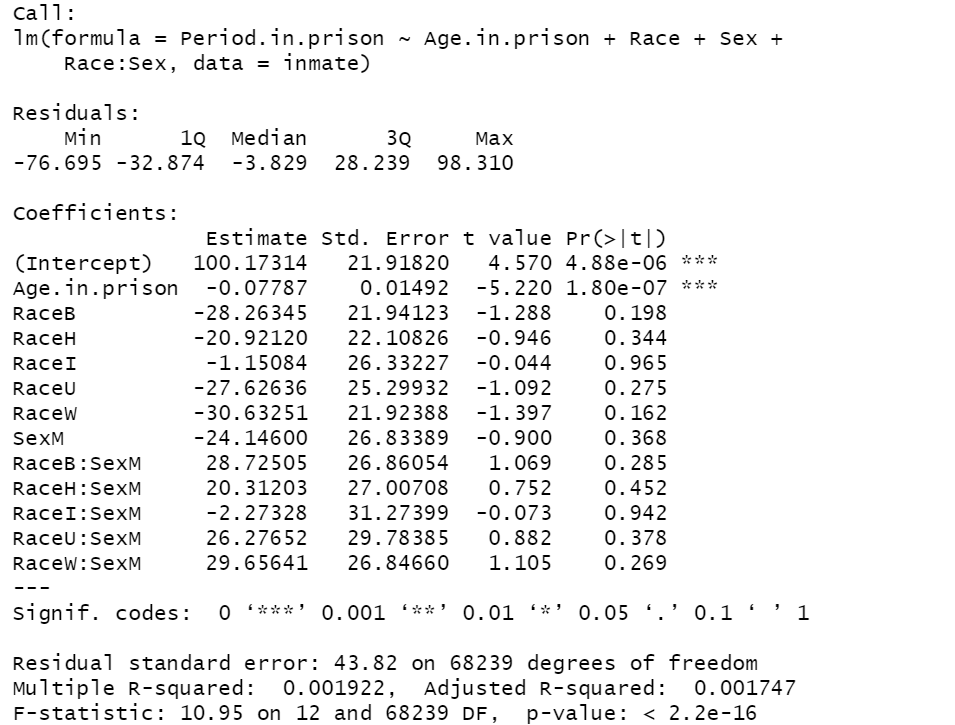 Call:
lm(formula = Period.in.prison ~ Age.in.prison + Race + Sex +
    Race:Sex, data = inmate)

Residuals:
    Min      1Q  Median      3Q     Max
-76.695 -32.874  -3.829  28.239  98.310

Coefficients:
               Estimate Std. Error t value Pr(>|t|)
(Intercept)   100.17314   21.91820   4.570 4.88e-06 ***
Age.in.prison  -0.07787    0.01492  -5.220 1.80e-07 ***
RaceB         -28.26345   21.94123  -1.288    0.198
RaceH         -20.92120   22.10826  -0.946    0.344
RaceI          -1.15084   26.33227  -0.044    0.965
RaceU         -27.62636   25.29932  -1.092    0.275
RaceW         -30.63251   21.92388  -1.397    0.162
SexM          -24.14600   26.83389  -0.900    0.368
RaceB:SexM     28.72505   26.86054   1.069    0.285
RaceH:SexM     20.31203   27.00708   0.752    0.452
RaceI:SexM     -2.27328   31.27399  -0.073    0.942
RaceU:SexM     26.27652   29.78385   0.882    0.378
RaceW:SexM     29.65641   26.84660   1.105    0.269
---
Signif. codes:  0 ‘***’ 0.001 ‘**’ 0.01 ‘*’ 0.05 ‘.’ 0.1 ‘ ’ 1

Residual standard error: 43.82 on 68239 degrees of freedom
Multiple R-squared:  0.001922,  Adjusted R-squared:  0.001747
F-statistic: 10.95 on 12 and 68239 DF,  p-value: < 2.2e-16